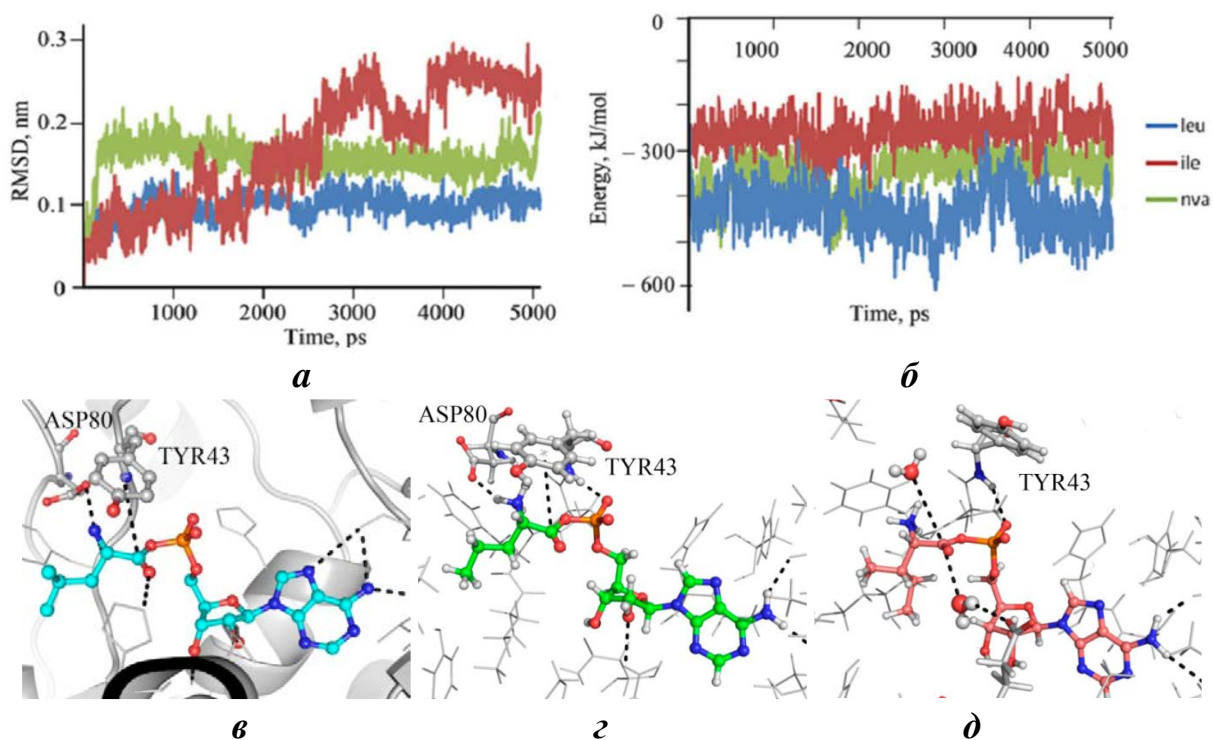 0.3
0.2
0.1
0
RMSD, nm
1000 2000 3000 4000 5000
Time, ps
а
0
1000 2000 3000 4000 5000
−300
−600
Energy, kJ/mol
Time, ps
leu
ile
nva
б
ASP80
TYR43
в
ASP80
TYR43
г
TYR43
д